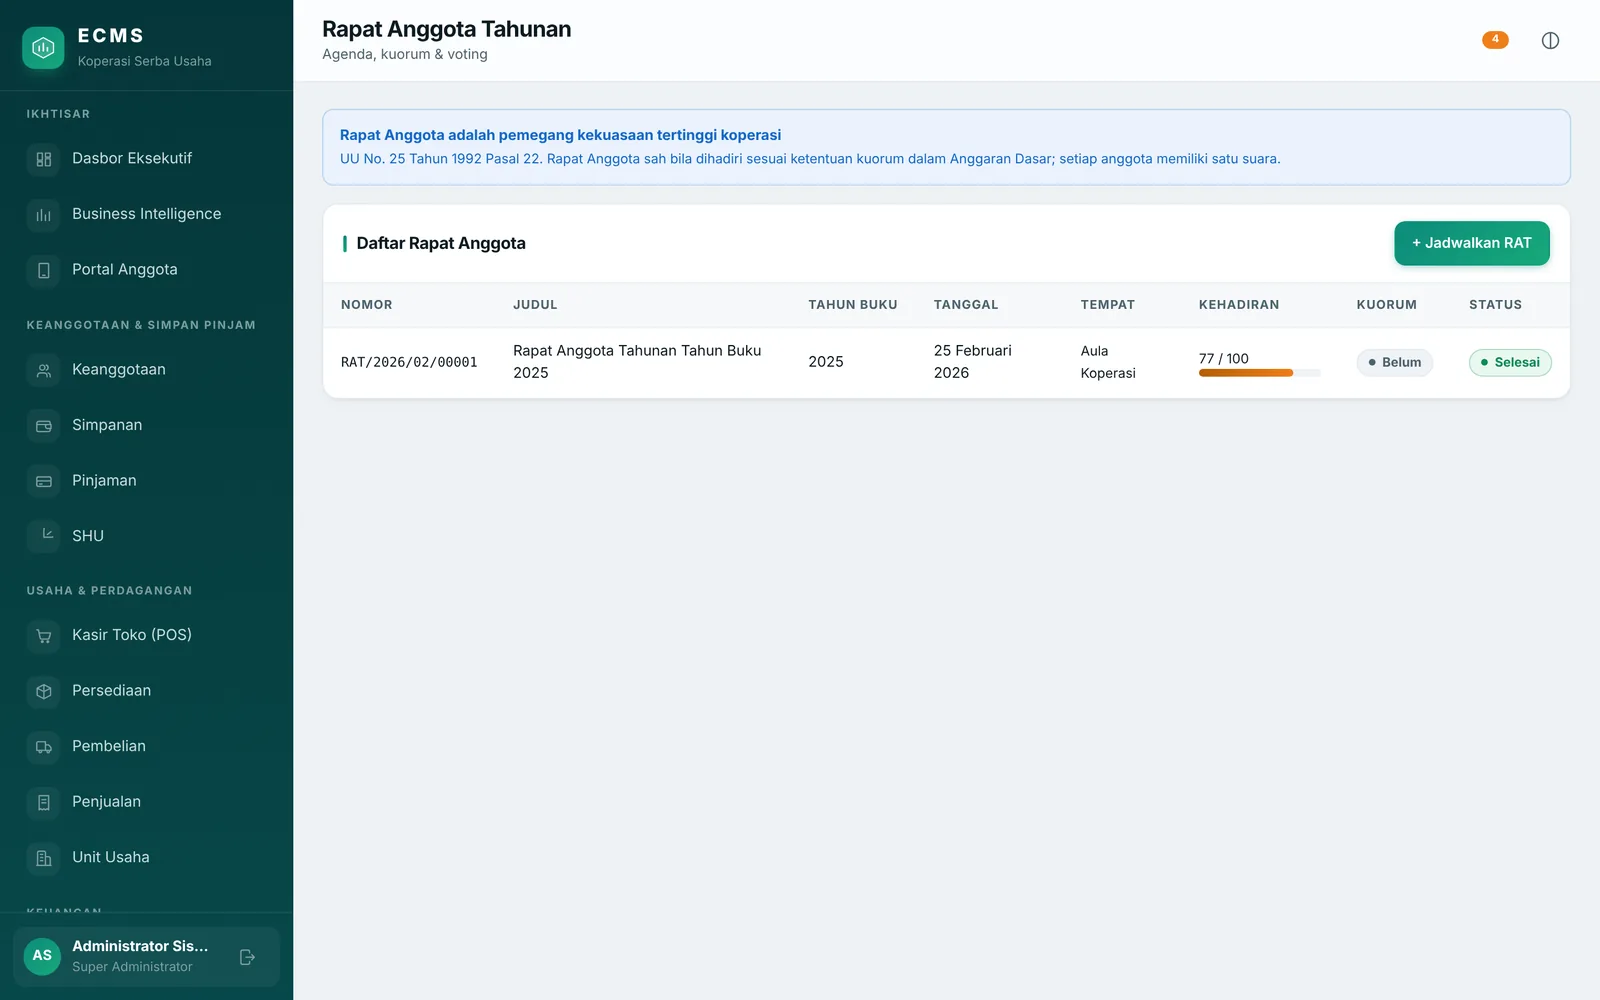 ECMS
Koperasi Serba Usaha
IKHTISAR
Dasbor Eksekutif
Business Intelligence
Portal Anggota
KEANGGOTAAN & SIMPAN PINJAM
Keanggotaan
Simpanan
Pinjaman
SHU
USAHA & PERDAGANGAN
Kasir Toko (POS)
Persediaan
Pembelian
Penjualan
Unit Usaha
KEUANGAN
AS
Administrator Sis...
Super Administrator
Rapat Anggota Tahunan
Agenda, kuorum & voting
4
Rapat Anggota adalah pemegang kekuasaan tertinggi koperasi
UU No. 25 Tahun 1992 Pasal 22. Rapat Anggota sah bila dihadiri sesuai ketentuan kuorum dalam Anggaran Dasar; setiap anggota memiliki satu suara.
Daftar Rapat Anggota
+ Jadwalkan RAT
NOMOR JUDUL TAHUN BUKU TANGGAL TEMPAT KEHADIRAN KUORUM STATUS
RAT/2026/02/00001 Rapat Anggota Tahunan Tahun Buku 2025 25 Februari Aula 77 / 100 Belum Selesai
2025 2026 Koperasi